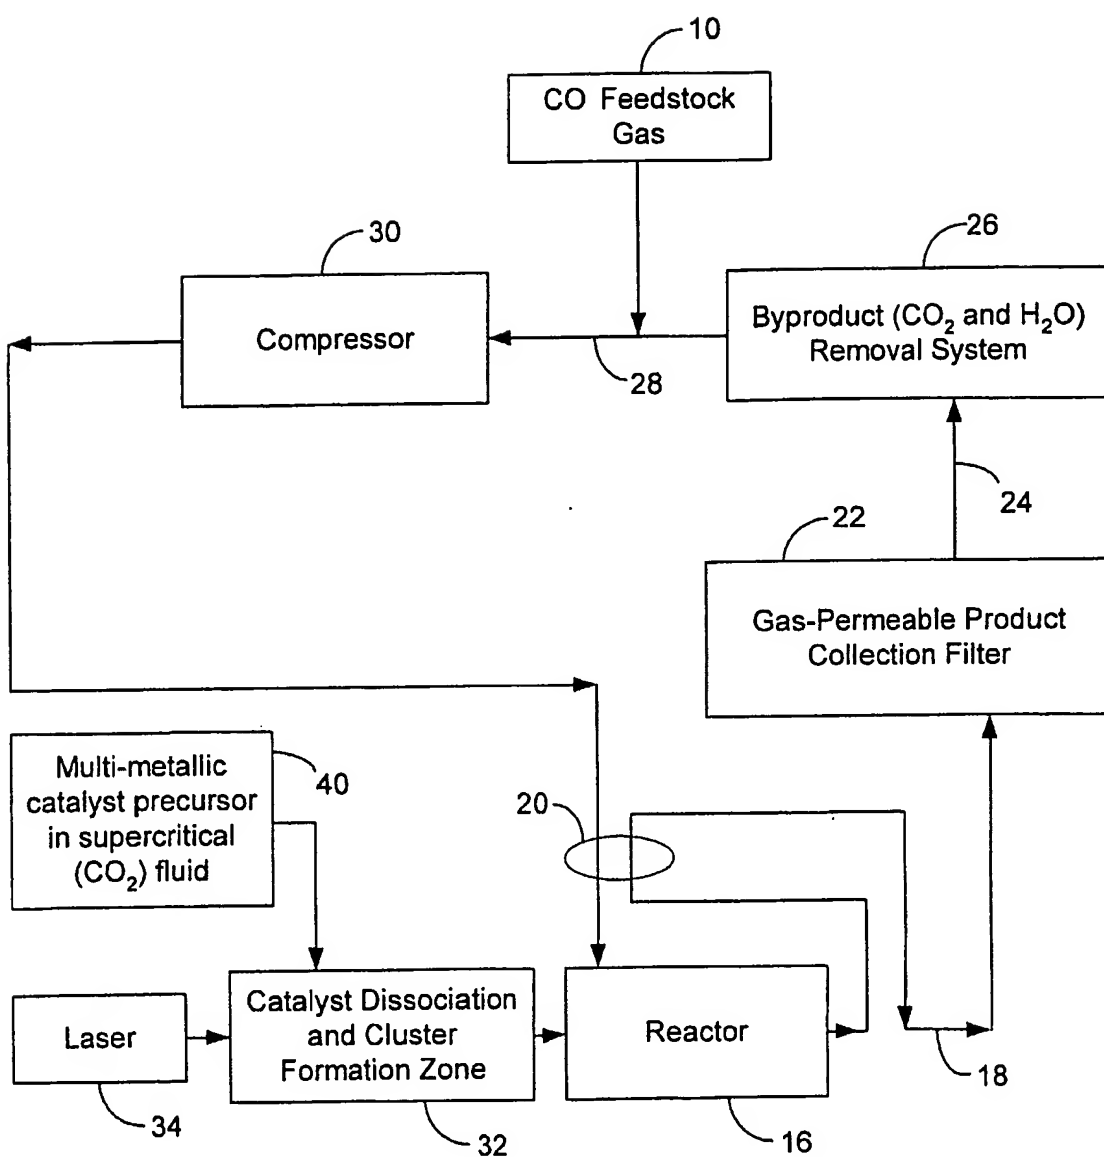 10
CO Feedstock
Gas
30
26
Compressor
Byproduct (CO₂ and H₂O)
Removal System
28
24
22
Gas-Permeable Product
Collection Filter
Multi-metallic
catalyst precursor
in supercritical
(CO₂) fluid
40
20
Laser
Catalyst Dissociation
and Cluster
Formation Zone
Reactor
18
34
32
16